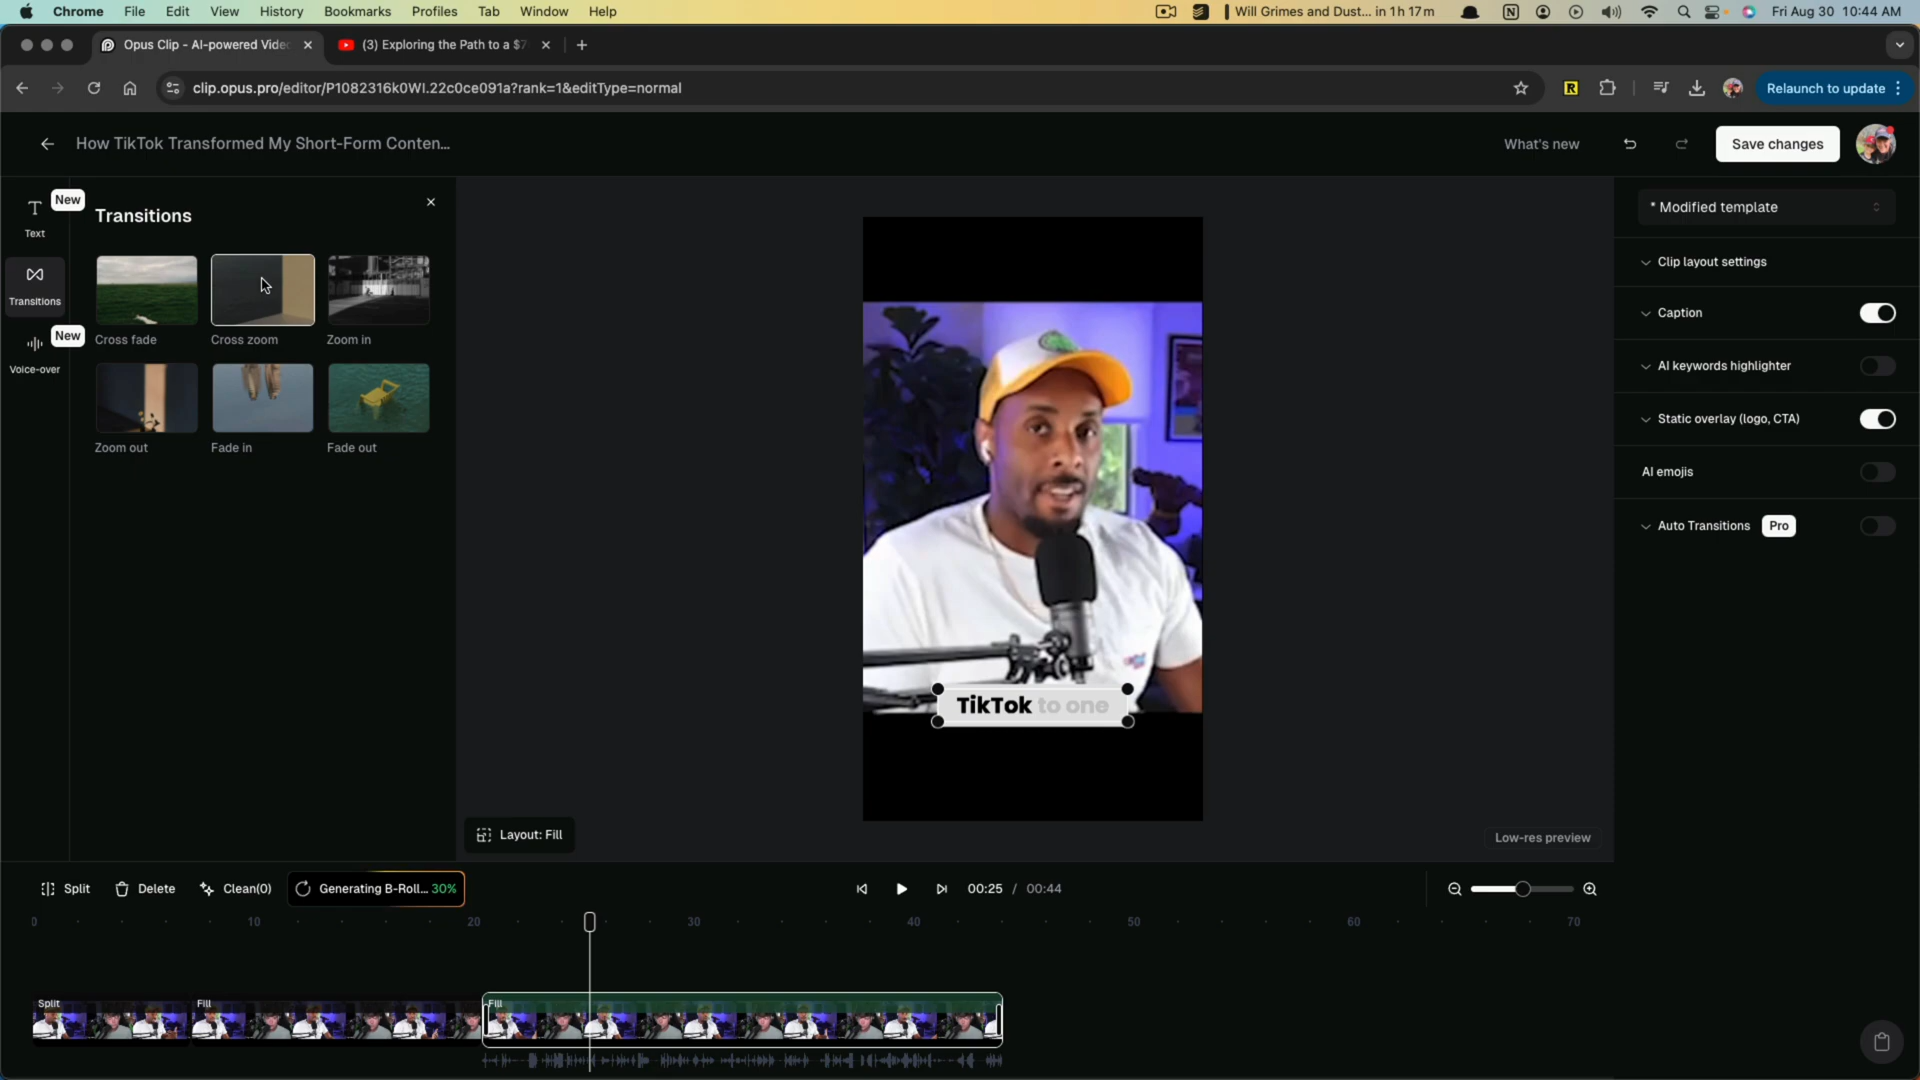 Chrome File Edit View History Bookmarks Profiles Tab Window Help
Will Grimes and Dust... in 1h 17m
Fri Aug 30 10:44 AM
Opus Clip - AI-powered Vide
(3) Exploring the Path to a $7
clip.opus.pro/editor/P1082316k0WI.22c0ce091a?rank=1&editType=normal
Relaunch to update
How TikTok Transformed My Short-Form Conten...
What's new
Save changes
New
Text
Transitions
New
Voice-over
Transitions
Cross fade
Cross zoom
Zoom in
Zoom out
Fade in
Fade out
TikTok to one
Layout: Fill
Low-res preview
* Modified template
Clip layout settings
Caption
AI keywords highlighter
Static overlay (logo, CTA)
AI emojis
Auto Transitions Pro
Split
Delete
Clean(0)
Generating B-Roll... 30%
00:25 / 00:44
0 10 20 30 40 50 60 70
Split
Fill
Fill